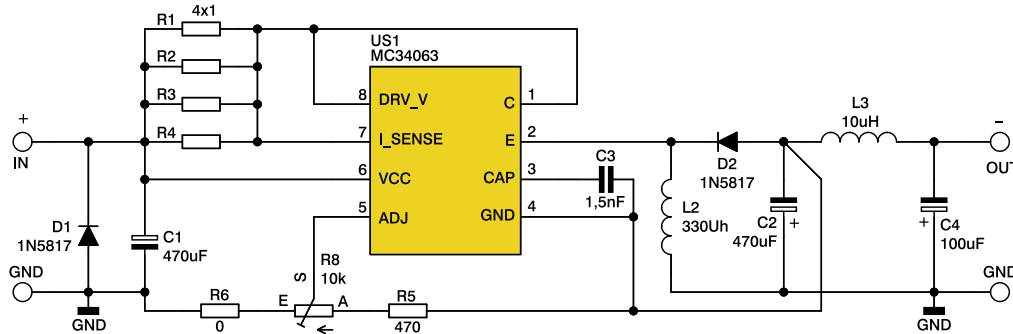 R1
4x1
R2
R3
R4
US1
MC34063
8 DRV_V C 1
7 I_SENSE E 2
6 VCC CAP 3
5 ADJ GND 4
+
IN
D1
1N5817
C1
470uF
GND
GND
R6
0
S
R8
10k
E
A
R5
470
C3
1,5nF
L2
330Uh
D2
1N5817
C2
470uF
+
L3
10uH
-
OUT
+
C4
100uF
GND
GND